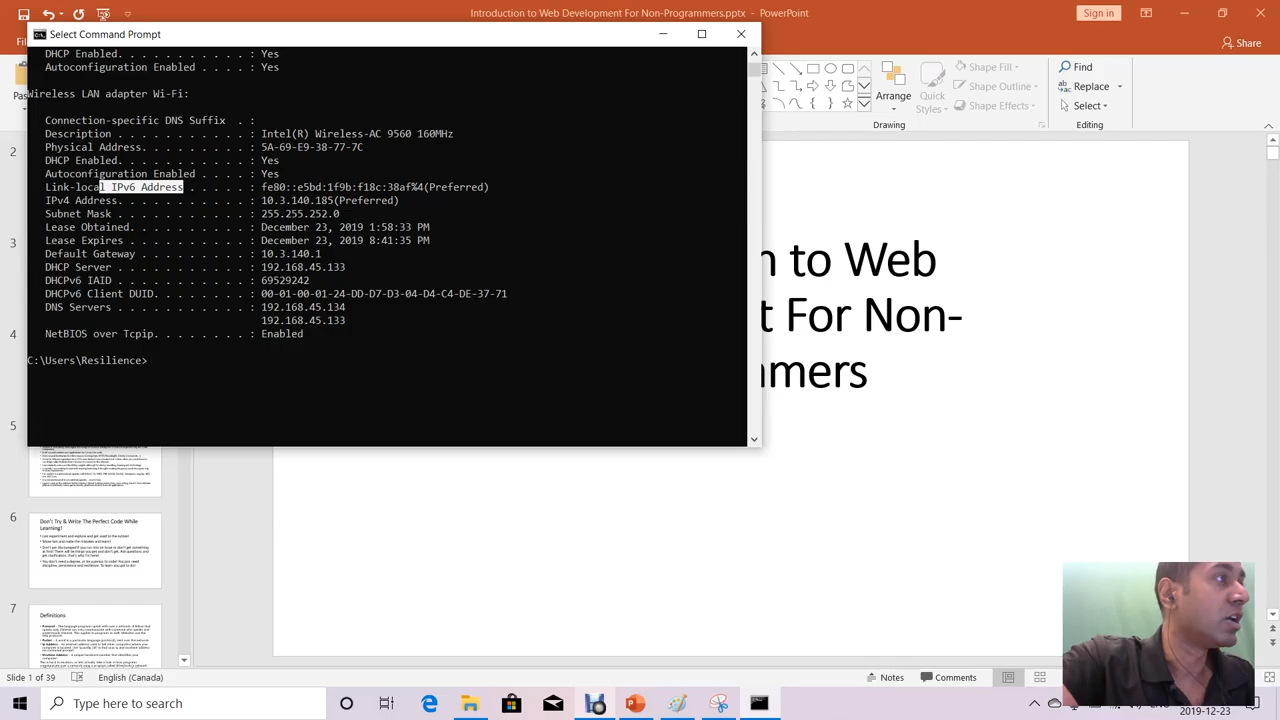 Introduction to Web Development For Non-Programmers.pptx - PowerPoint
Sign in
Select Command Prompt
Share
DHCP Enabled. . . . . . . . . . . : Yes
Autoconfiguration Enabled . . . . : Yes
Wireless LAN adapter Wi-Fi:
Connection-specific DNS Suffix . :
Description . . . . . . . . . . . : Intel(R) Wireless-AC 9560 160MHz
Physical Address. . . . . . . . . : 5A-69-E9-38-77-7C
DHCP Enabled. . . . . . . . . . . : Yes
Autoconfiguration Enabled . . . . : Yes
Link-local IPv6 Address . . . . . : fe80::e5bd:1f9b:f18c:38af%4(Preferred)
IPv4 Address. . . . . . . . . . . : 10.3.140.185(Preferred)
Subnet Mask . . . . . . . . . . . : 255.255.252.0
Lease Obtained. . . . . . . . . . : December 23, 2019 1:58:33 PM
Lease Expires . . . . . . . . . . : December 23, 2019 8:41:35 PM
Default Gateway . . . . . . . . . : 10.3.140.1
DHCP Server . . . . . . . . . . . : 192.168.45.133
DHCPv6 IAID . . . . . . . . . . . : 69529242
DHCPv6 Client DUID. . . . . . . . : 00-01-00-01-24-DD-D7-D3-04-D4-C4-DE-37-71
DNS Servers . . . . . . . . . . . : 192.168.45.134
192.168.45.133
NetBIOS over Tcpip. . . . . . . . : Enabled
C:\Users\Resilience>
Arrange
Quick
Styles
Shape Fill
Shape Outline
Shape Effects
Drawing
Find
Replace
Select
Editing
2
3
4
5
6
7
n to Web
t For Non-
mmers
Don't Try & Write The Perfect Code While
Learning!
Definitions
Slide 1 of 39
English (Canada)
Notes
Comments
Type here to search
2019-12-23